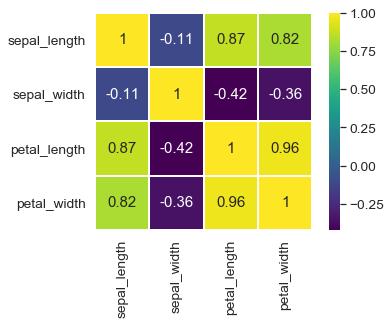 sepal_length 1 -0.11 0.87 0.82
sepal_width -0.11 1 -0.42 -0.36
petal_length 0.87 -0.42 1 0.96
petal_width 0.82 -0.36 0.96 1
sepal_length
sepal_width
petal_length
petal_width
1.00
0.75
0.50
0.25
0.00
−0.25